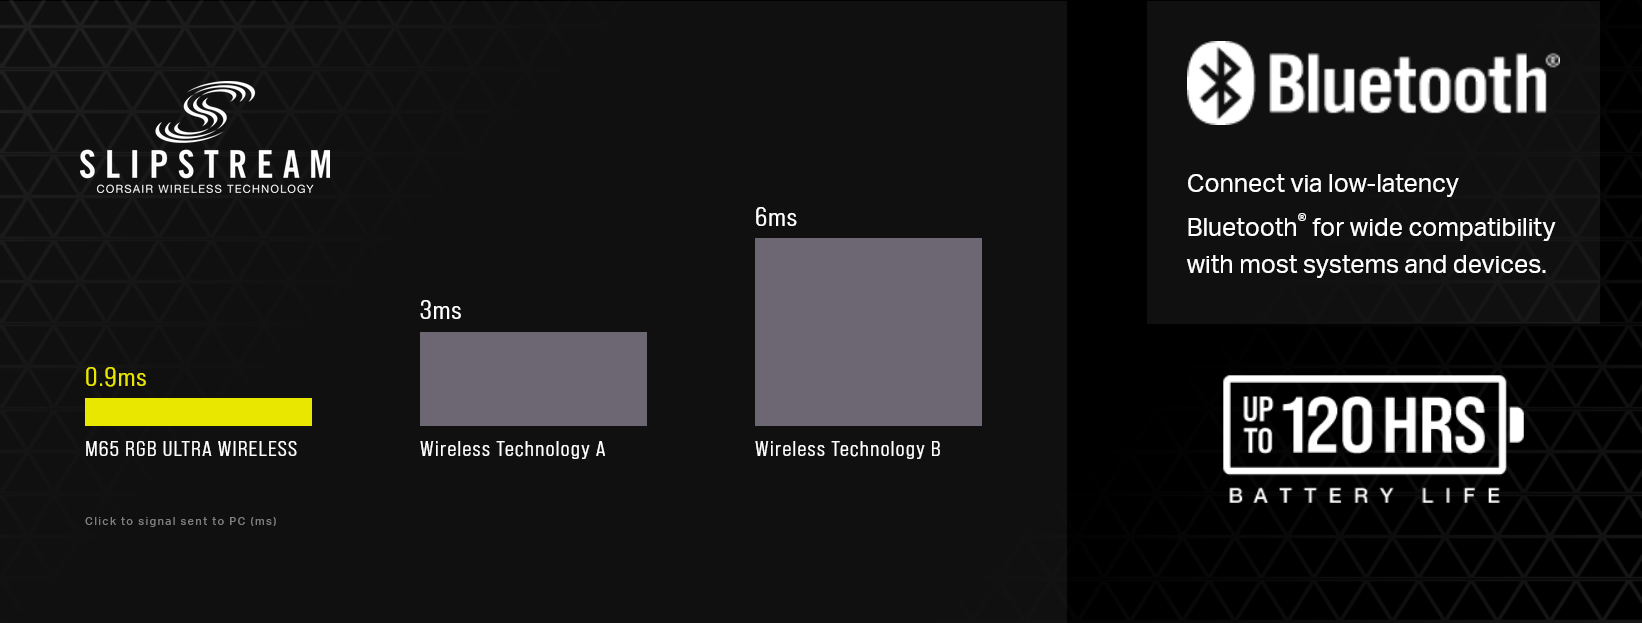 SLIPSTREAM
CORSAIR WIRELESS TECHNOLOGY
0.9ms
M65 RGB ULTRA WIRELESS
3ms
Wireless Technology A
6ms
Wireless Technology B
Click to signal sent to PC (ms)
Bluetooth®
Connect via low-latency
Bluetooth® for wide compatibility
with most systems and devices.
UP TO 120 HRS
BATTERY LIFE